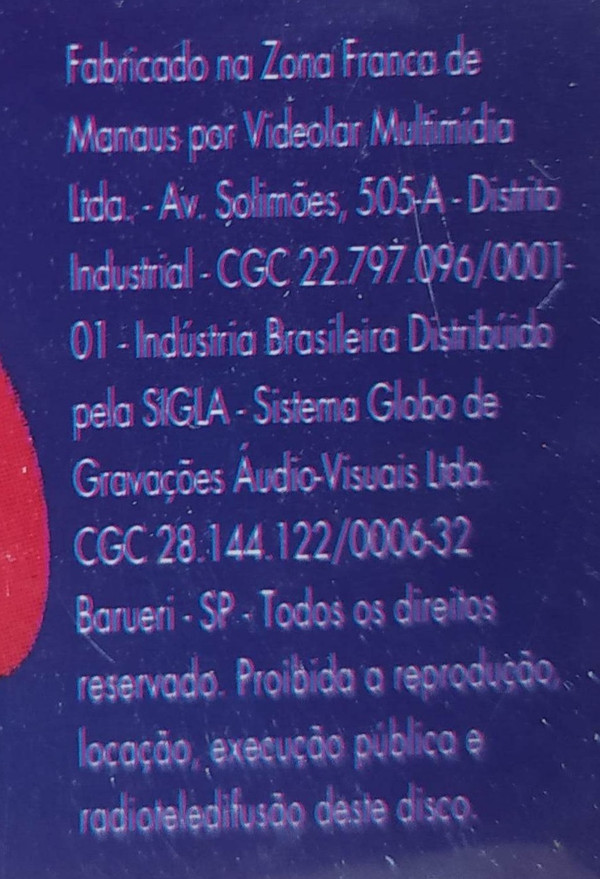 Fabricado na Zona Franca de
Manaus por Videolar Multimídia
Ltda. - Av. Solimões, 505-A - Distrito
Industrial - CGC 22.797.096/0001-
01 - Indústria Brasileira Distribúido
pela SIGLA - Sistema Globo de
Gravações Áudio-Visuais Ltda.
CGC 28.144.122/0006-32
Barueri - SP - Todos os direitos
reservado. Proibida a reprodução,
locação, execução pública e
radioteledifusão deste disco.